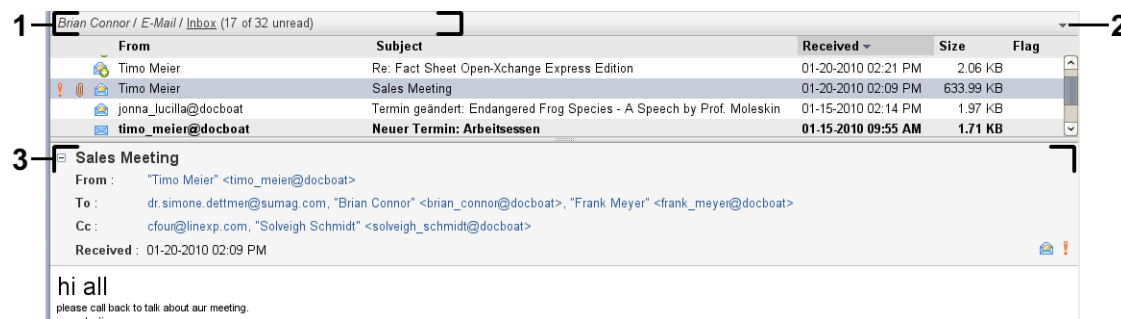 1 Brian Connor / E-Mail / Inbox (17 of 32 unread) 2
From Subject Received Size Flag
Timo Meier Re: Fact Sheet Open-Xchange Express Edition 01-20-2010 02:21 PM 2.06 KB
Timo Meier Sales Meeting 01-20-2010 02:09 PM 633.99 KB
jonna_lucilla@docboat Termin geändert: Endangered Frog Species - A Speech by Prof. Moleskin 01-15-2010 02:14 PM 1.97 KB
timo_meier@docboat Neuer Termin: Arbeitsessen 01-15-2010 09:55 AM 1.71 KB
3 Sales Meeting
From : "Timo Meier" <timo_meier@docboat>
To : dr.simone.dettmer@sumag.com, "Brian Connor" <brian_connor@docboat>, "Frank Meyer" <frank_meyer@docboat>
Cc : cfour@linexp.com, "Solveigh Schmidt" <solveigh_schmidt@docboat>
Received : 01-20-2010 02:09 PM
hi all
please call back to talk about aur meeting.